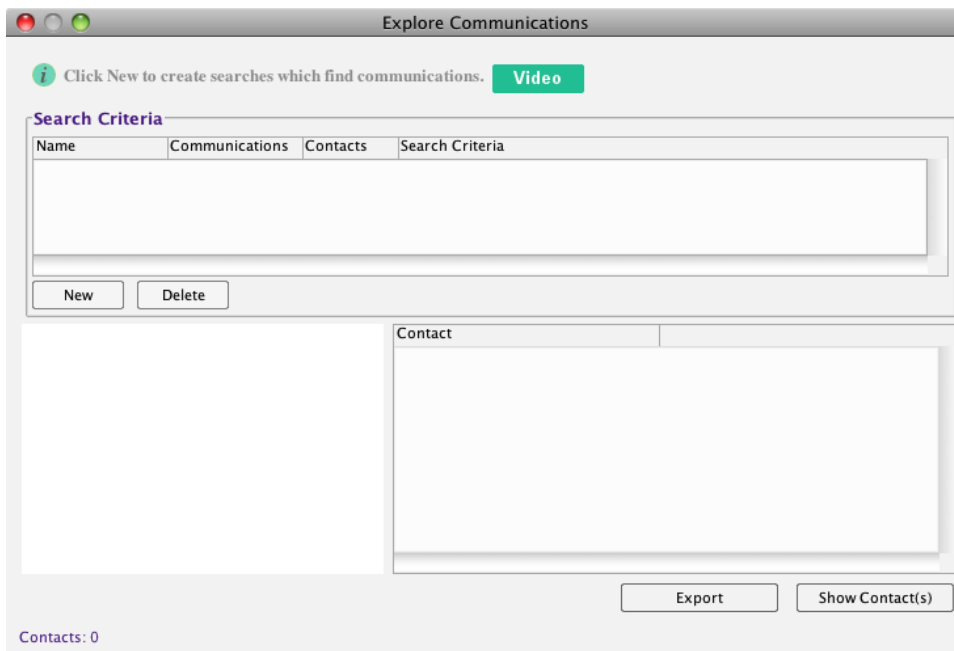 Explore Communications
i Click New to create searches which find communications. Video
Search Criteria
Name Communications Contacts Search Criteria
New Delete
Contact
Export Show Contact(s)
Contacts: 0